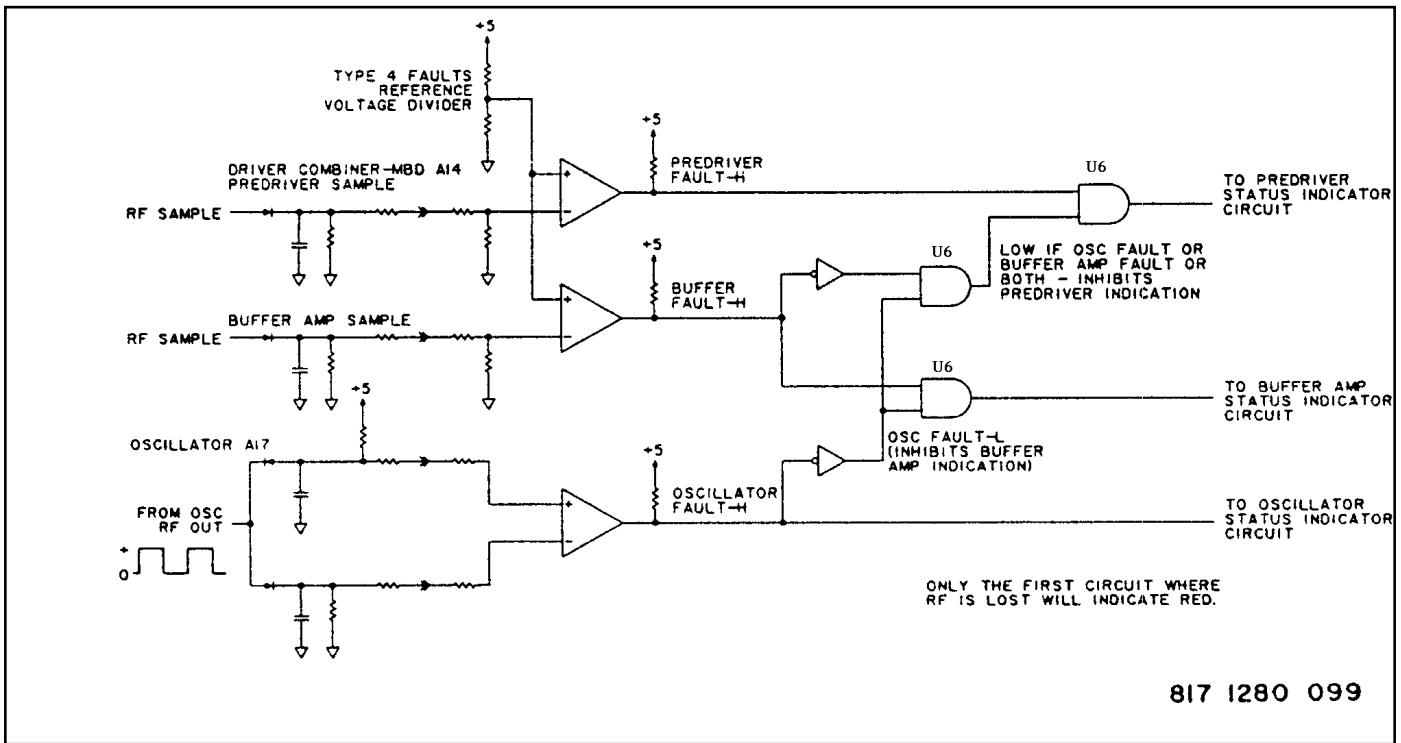 +5
TYPE 4 FAULTS
REFERENCE
VOLTAGE DIVIDER
DRIVER COMBINER-MBD A14
PREDRIVER SAMPLE
RF SAMPLE
+
-
+5
PREDRIVER
FAULT-H
U6
TO PREDRIVER
STATUS INDICATOR
CIRCUIT
BUFFER AMP SAMPLE
RF SAMPLE
+
-
+5
BUFFER
FAULT-H
U6
LOW IF OSC FAULT OR
BUFFER AMP FAULT OR
BOTH - INHIBITS
PREDRIVER INDICATION
U6
TO BUFFER AMP
STATUS INDICATOR
CIRCUIT
OSC FAULT-L
(INHIBITS BUFFER
AMP INDICATION)
+5
OSCILLATOR A17
FROM OSC
RF OUT
+
0
+
-
+5
OSCILLATOR
FAULT-H
TO OSCILLATOR
STATUS INDICATOR
CIRCUIT
ONLY THE FIRST CIRCUIT WHERE
RF IS LOST WILL INDICATE RED.
817 1280 099